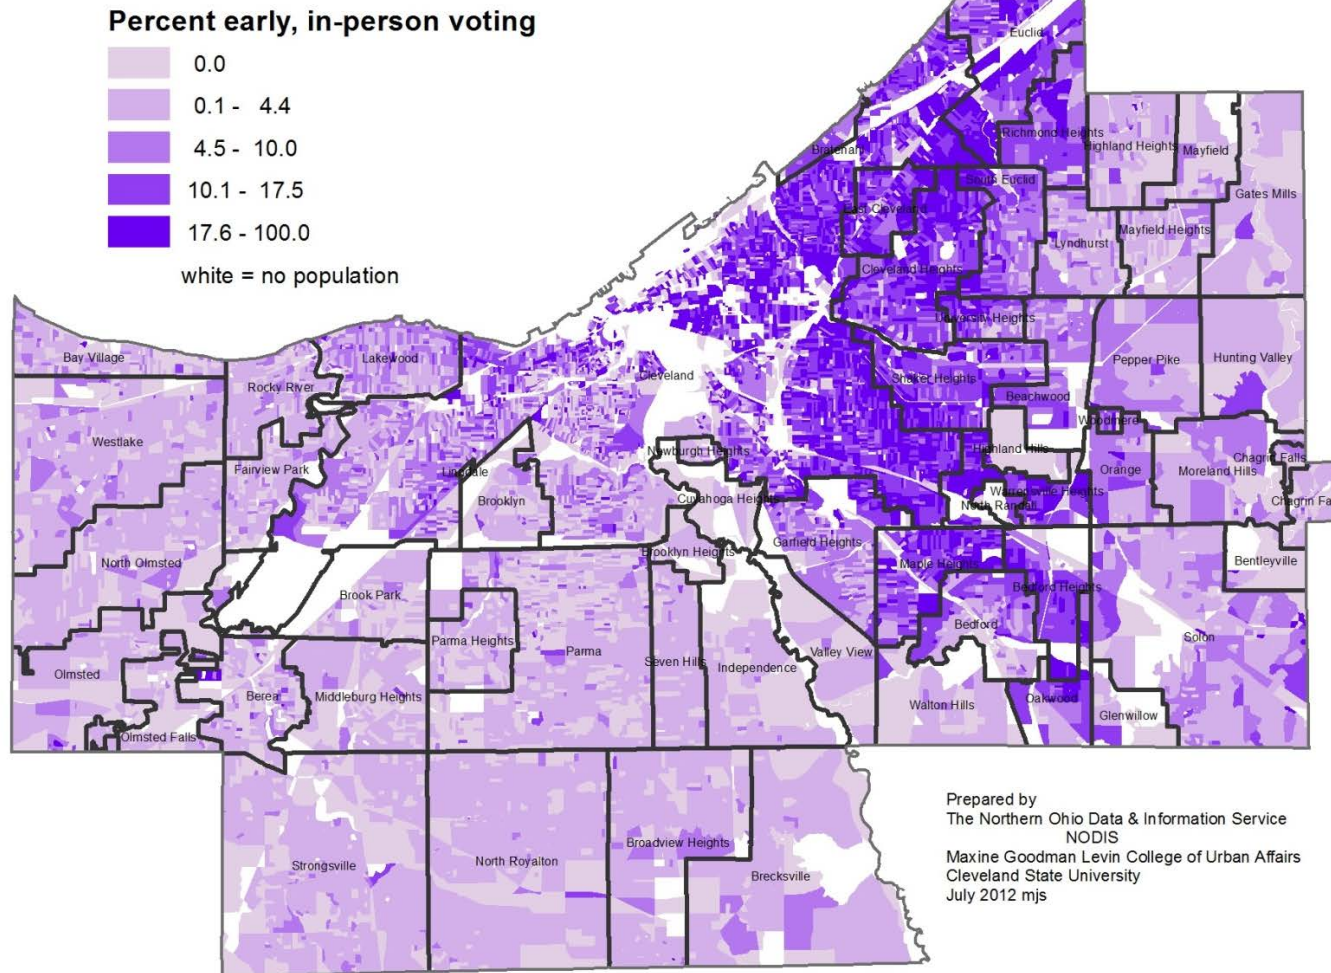 Percent early, in-person voting
0.0
0.1 - 4.4
4.5 - 10.0
10.1 - 17.5
17.6 - 100.0
white = no population
Euclid
Richmond Heights
Highland Heights
Mayfield
Bratenahl
South Euclid
Gates Mills
East Cleveland
Mayfield Heights
Lyndhurst
Cleveland Heights
University Heights
Bay Village
Lakewood
Pepper Pike
Hunting Valley
Rocky River
Cleveland
Shaker Heights
Beachwood
Woodmere
Westlake
Newburgh Heights
Highland Hills
Chagrin Falls
Fairview Park
Linndale
Orange
Moreland Hills
Brooklyn
Cuyahoga Heights
Warrensville Heights
North Randall
Chagrin Fa
Garfield Heights
Brooklyn Heights
North Olmsted
Maple Heights
Bentleyville
Bedford Heights
Brook Park
Bedford
Parma Heights
Parma
Valley View
Solon
Seven Hills
Independence
Olmsted
Berea
Middleburg Heights
Oakwood
Walton Hills
Glenwillow
Olmsted Falls
Broadview Heights
Strongsville
North Royalton
Brecksville
Prepared by
The Northern Ohio Data & Information Service
NODIS
Maxine Goodman Levin College of Urban Affairs
Cleveland State University
July 2012 mjs